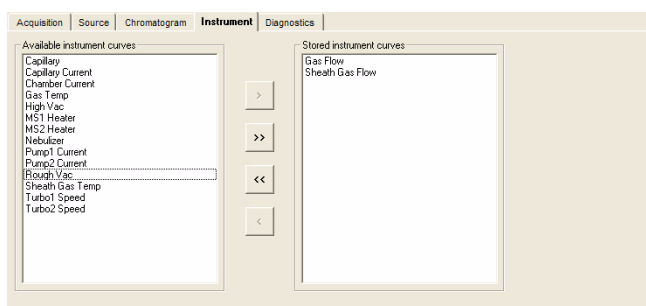 Acquisition Source Chromatogram Instrument Diagnostics
Available instrument curves
Capillary
Capillary Current
Chamber Current
Gas Temp
High Vac
MS1 Heater
MS2 Heater
Nebulizer
Pump1 Current
Pump2 Current
Rough Vac
Sheath Gas Temp
Turbo1 Speed
Turbo2 Speed
>
>>
<<
<
Stored instrument curves
Gas Flow
Sheath Gas Flow